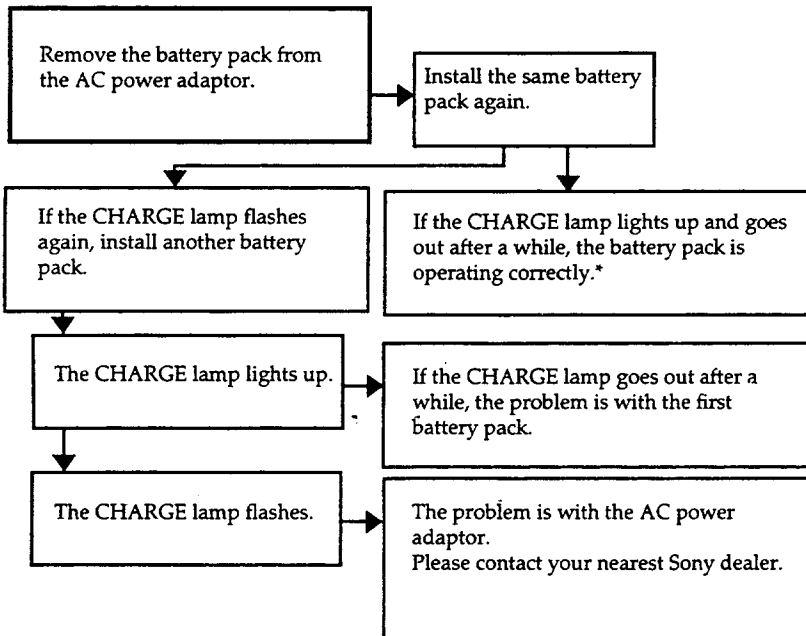 Remove the battery pack from
the AC power adaptor.
Install the same battery
pack again.
If the CHARGE lamp flashes
again, install another battery
pack.
If the CHARGE lamp lights up and goes
out after a while, the battery pack is
operating correctly.*
The CHARGE lamp lights up.
If the CHARGE lamp goes out after a
while, the problem is with the first
battery pack.
The CHARGE lamp flashes.
The problem is with the AC power
adaptor.
Please contact your nearest Sony dealer.